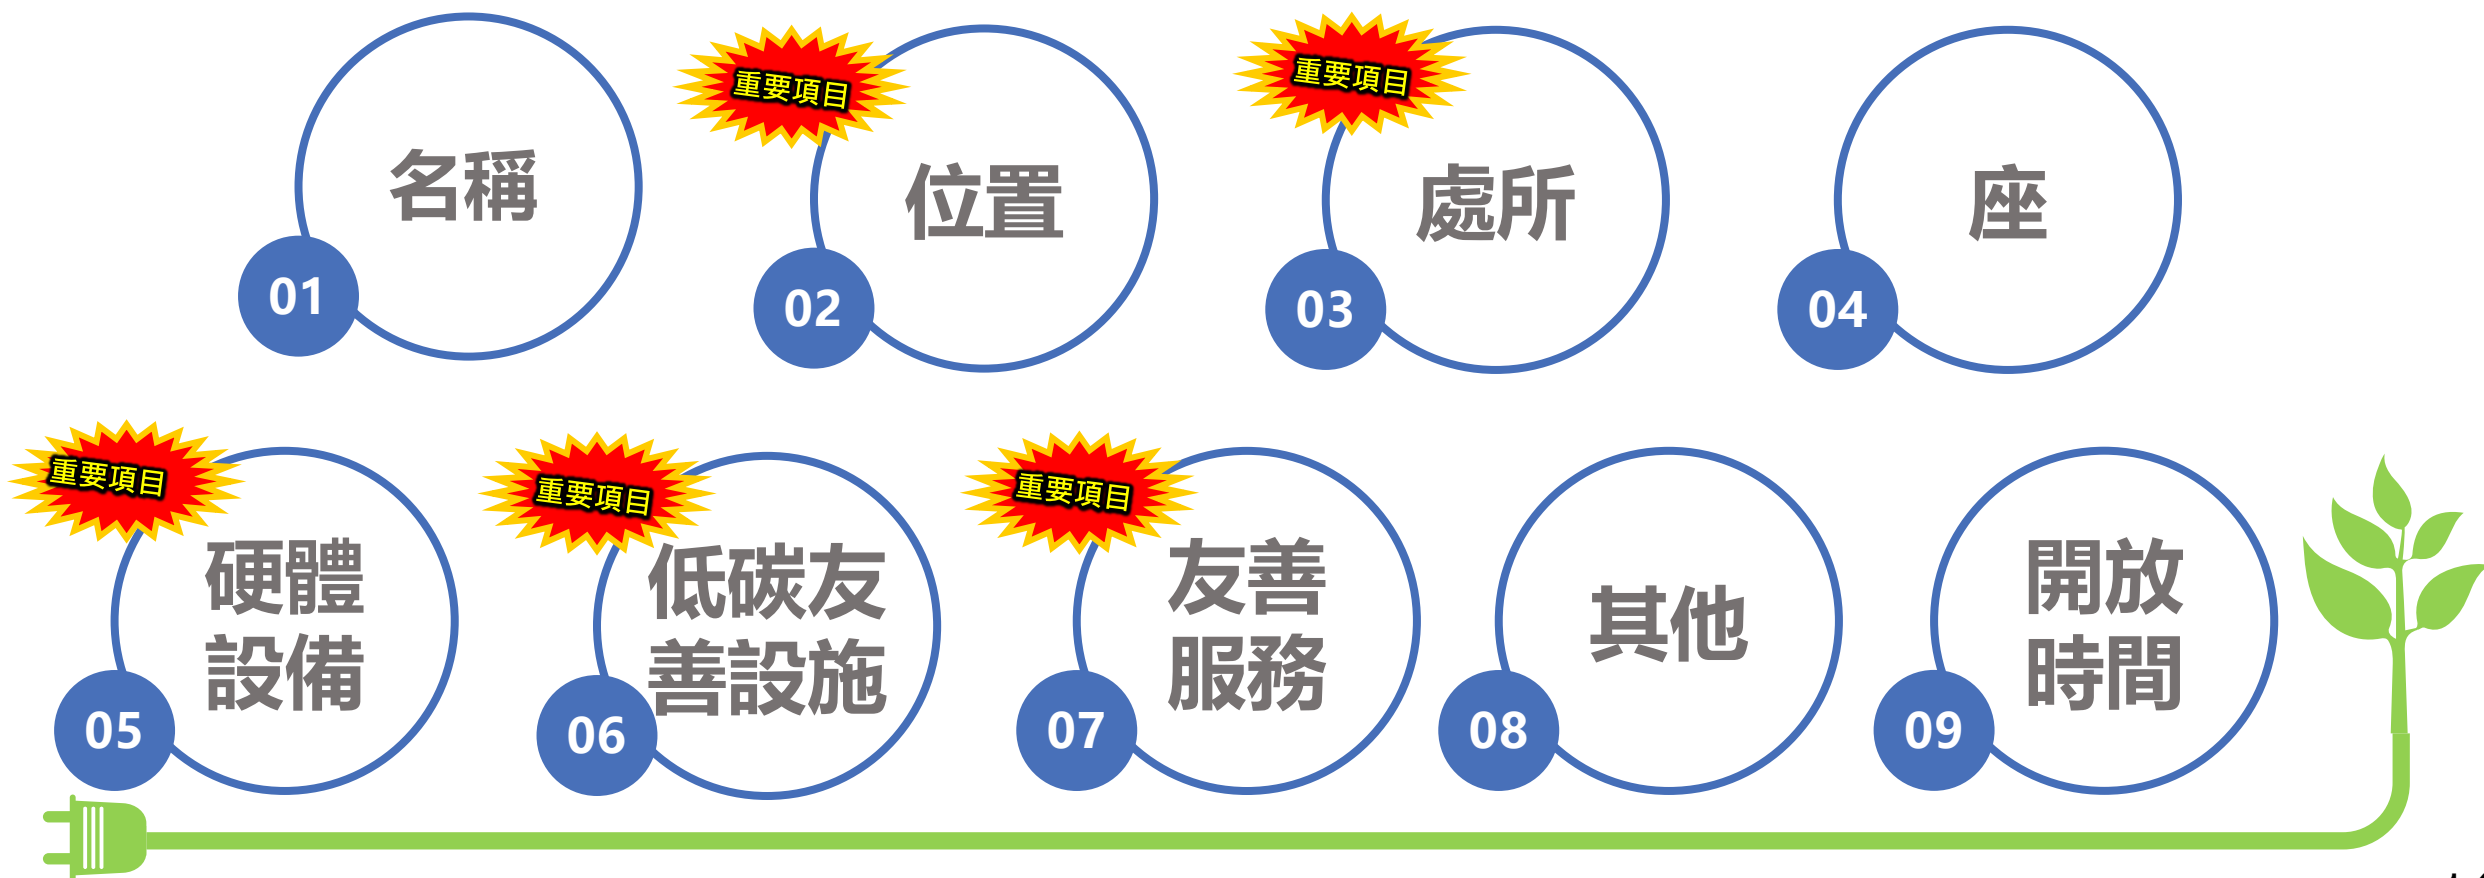 名稱
01
重要項目
位置
02
重要項目
處所
03
座
04
重要項目
硬體
設備
05
重要項目
低碳友
善設施
06
重要項目
友善
服務
07
其他
08
開放
時間
09